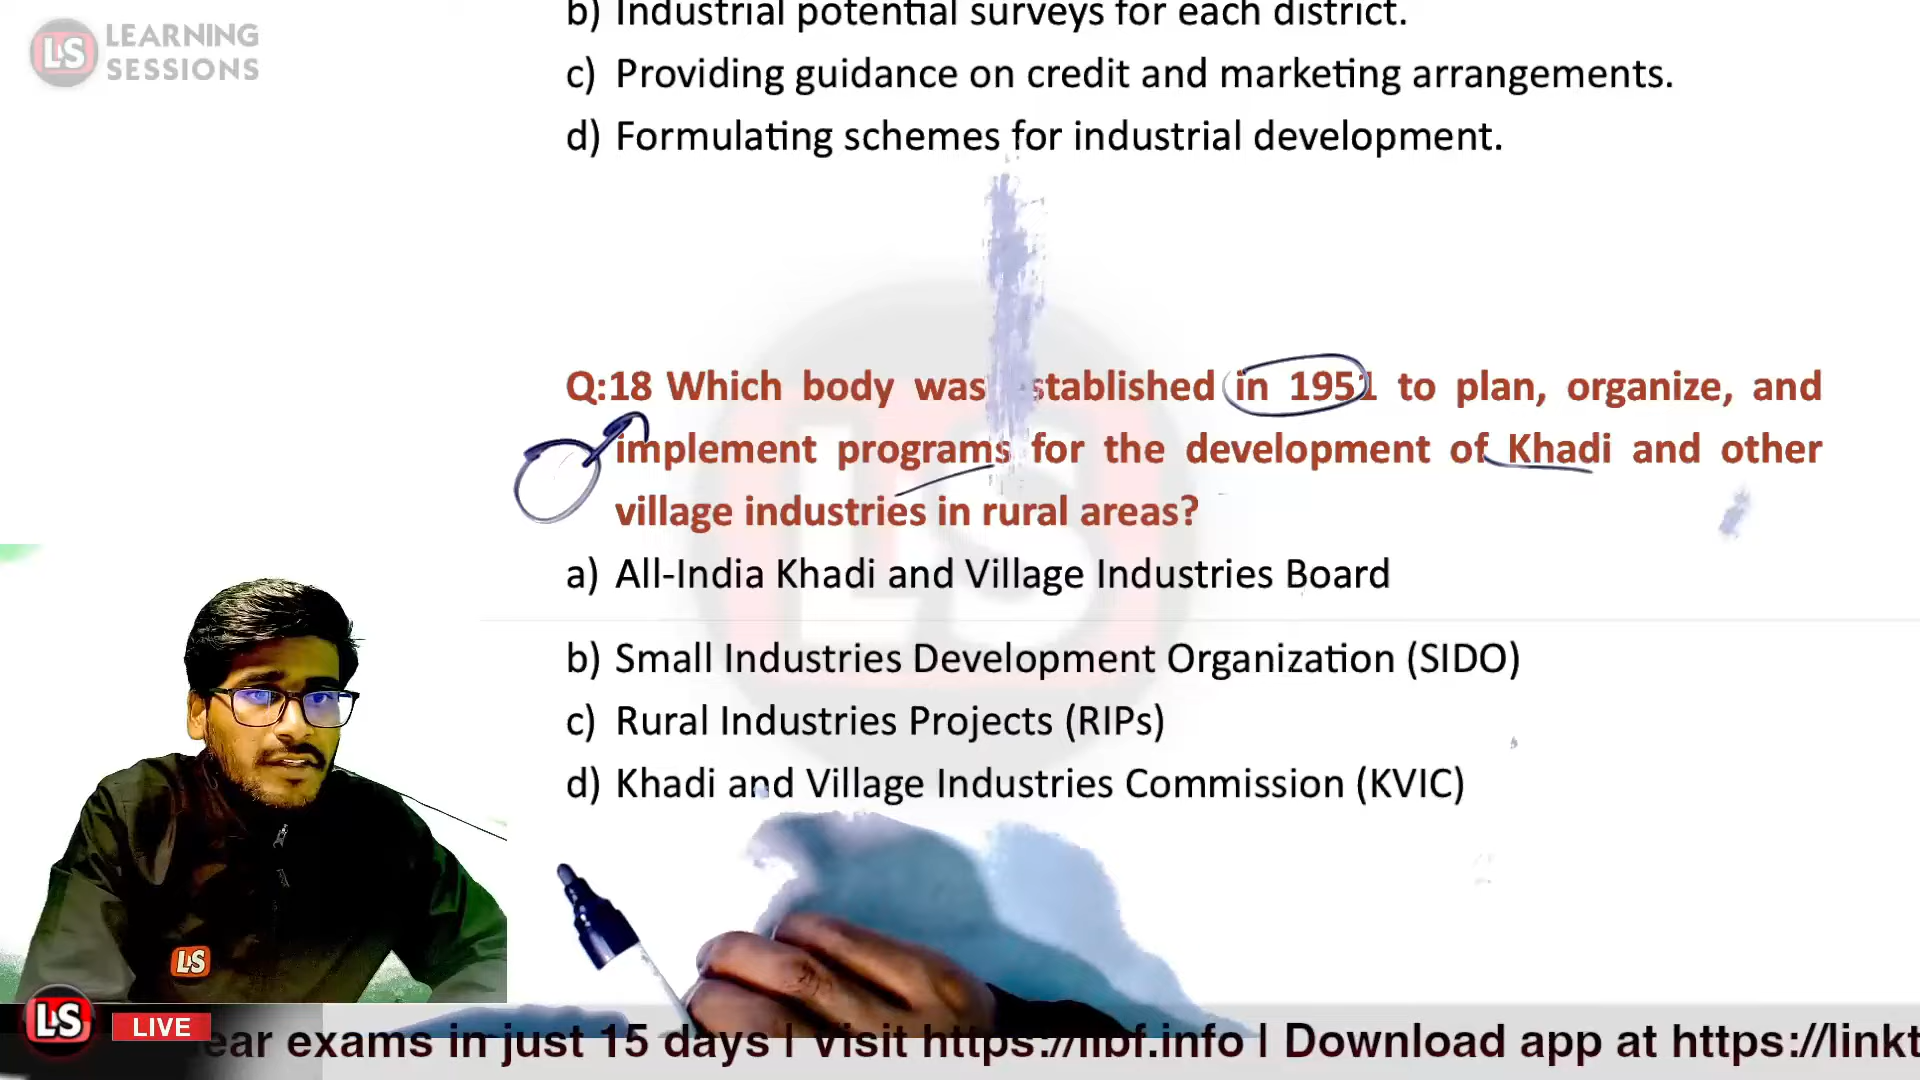 LS LEARNING
SESSIONS
b) Industrial potential surveys for each district.
c) Providing guidance on credit and marketing arrangements.
d) Formulating schemes for industrial development.
Q:18 Which body was stablished in 1951 to plan, organize, and
implement programs for the development of Khadi and other
village industries in rural areas?
a) All-India Khadi and Village Industries Board
b) Small Industries Development Organization (SIDO)
c) Rural Industries Projects (RIPs)
d) Khadi and Village Industries Commission (KVIC)
LS
LS
LIVE
ear exams in just 15 days | Visit https://iibf.info | Download app at https://linkt